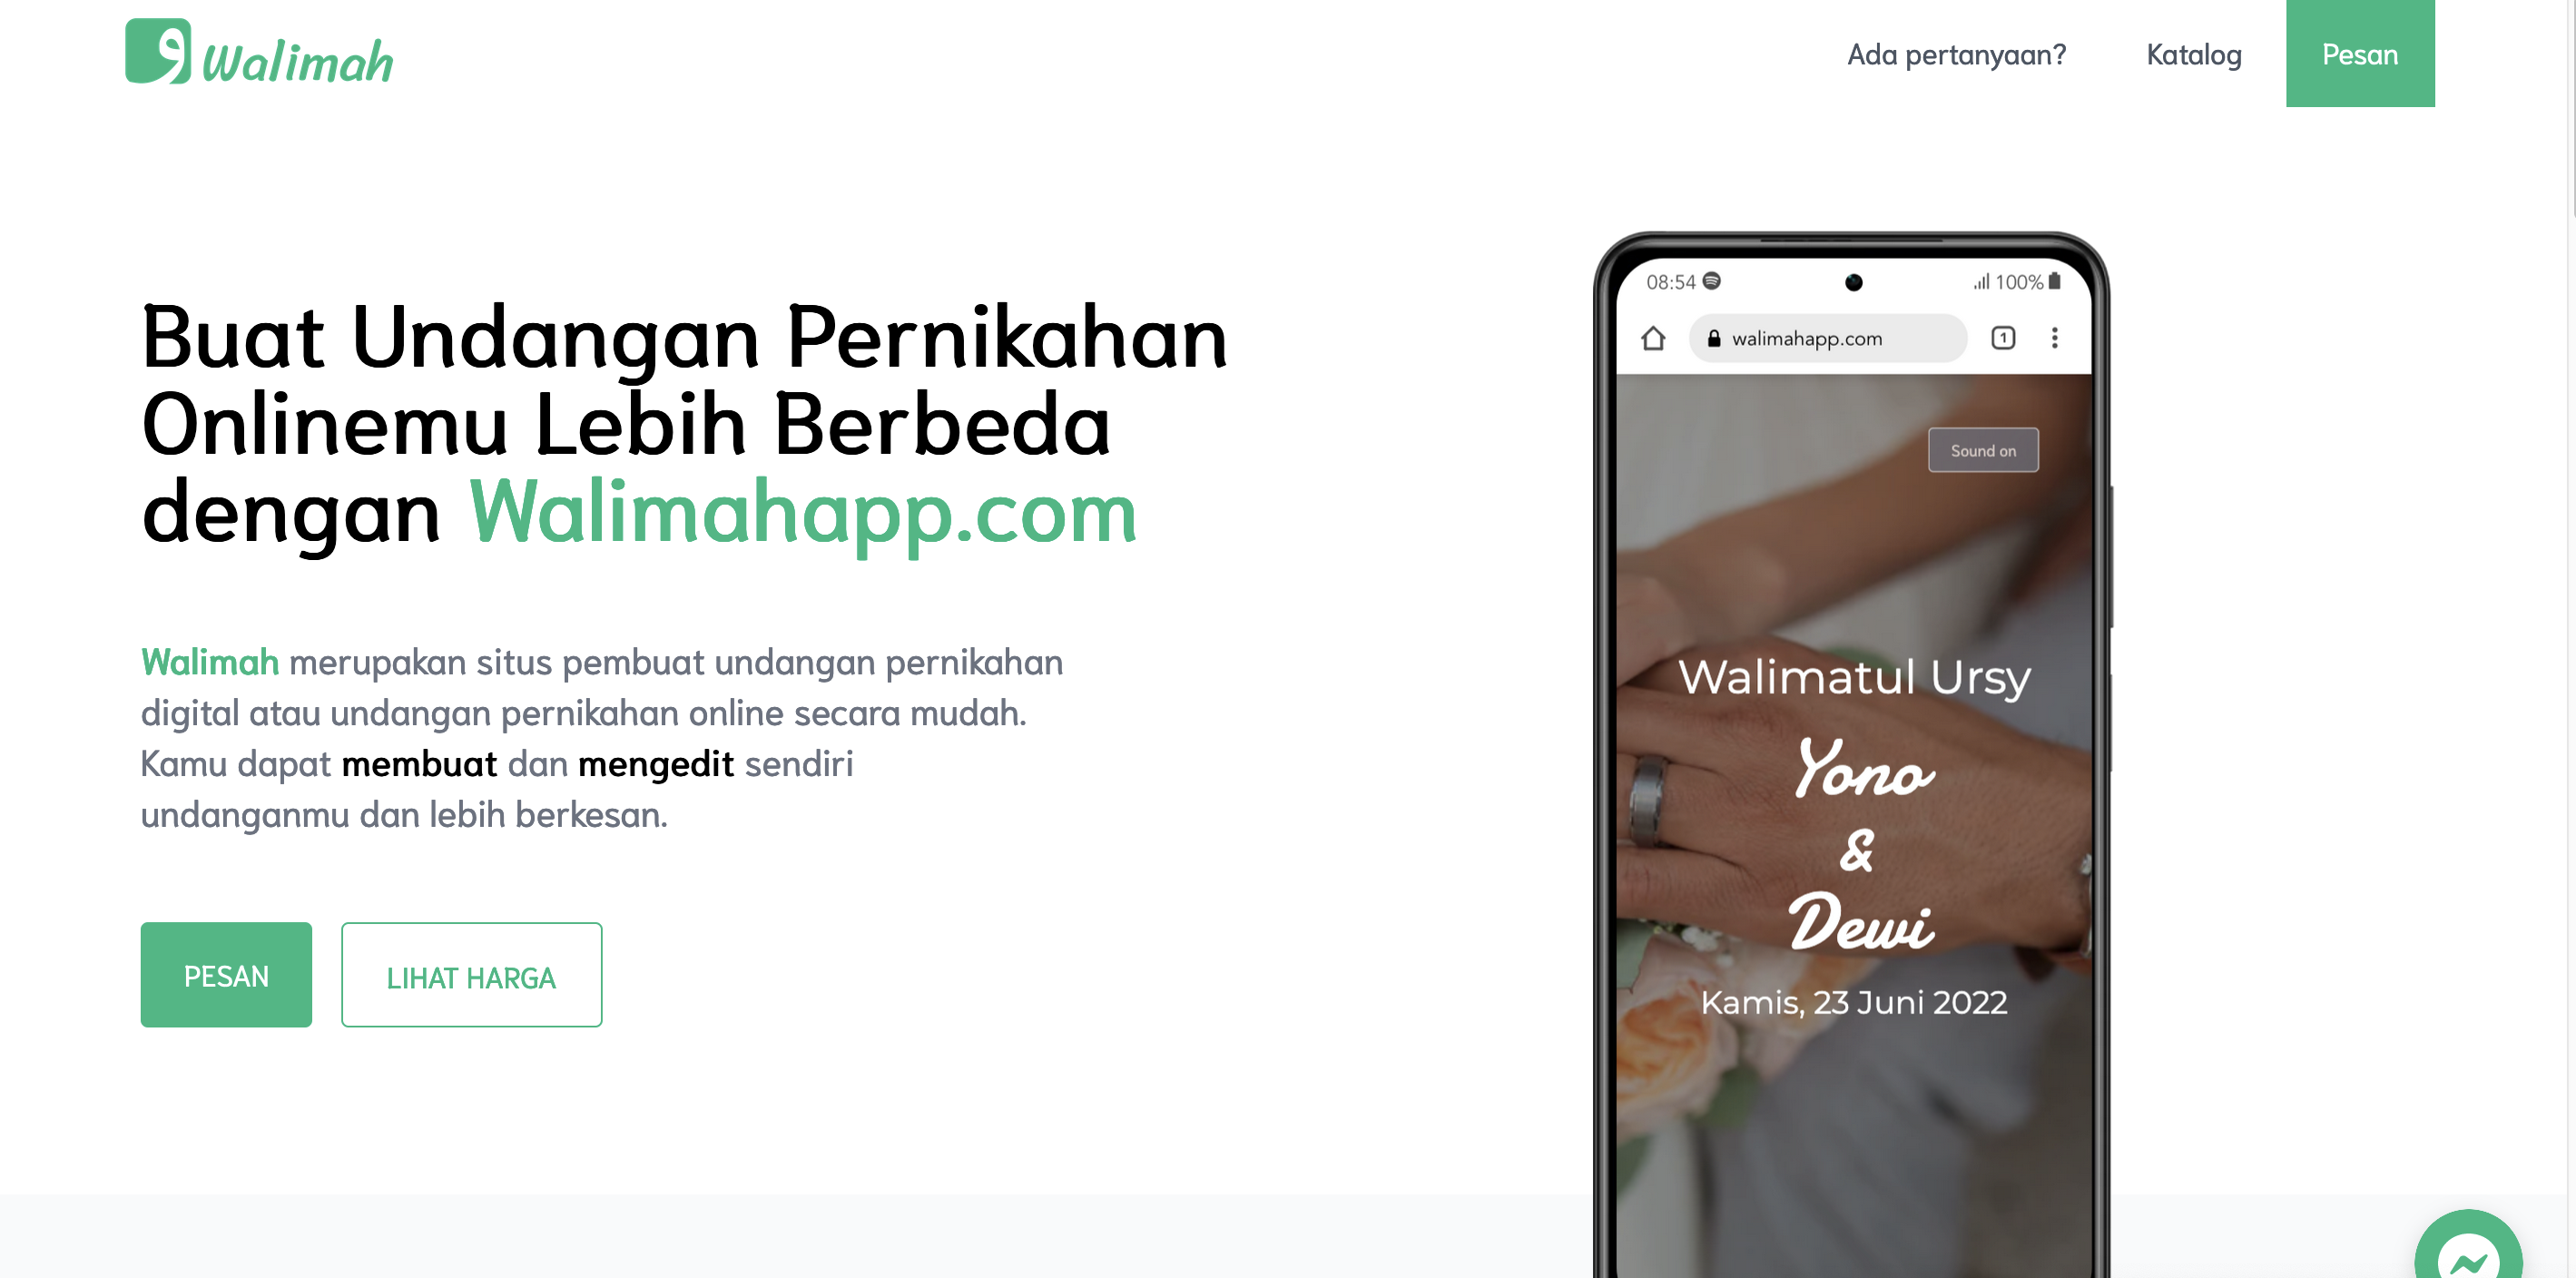 Walimah
Ada pertanyaan?
Katalog
Pesan
Buat Undangan Pernikahan
Onlinemu Lebih Berbeda
dengan Walimahapp.com
Walimah merupakan situs pembuat undangan pernikahan
digital atau undangan pernikahan online secara mudah.
Kamu dapat membuat dan mengedit sendiri
undanganmu dan lebih berkesan.
PESAN
LIHAT HARGA
08:54
100%
walimahapp.com
1
Sound on
Walimatul Ursy
Yono
&
Dewi
Kamis, 23 Juni 2022